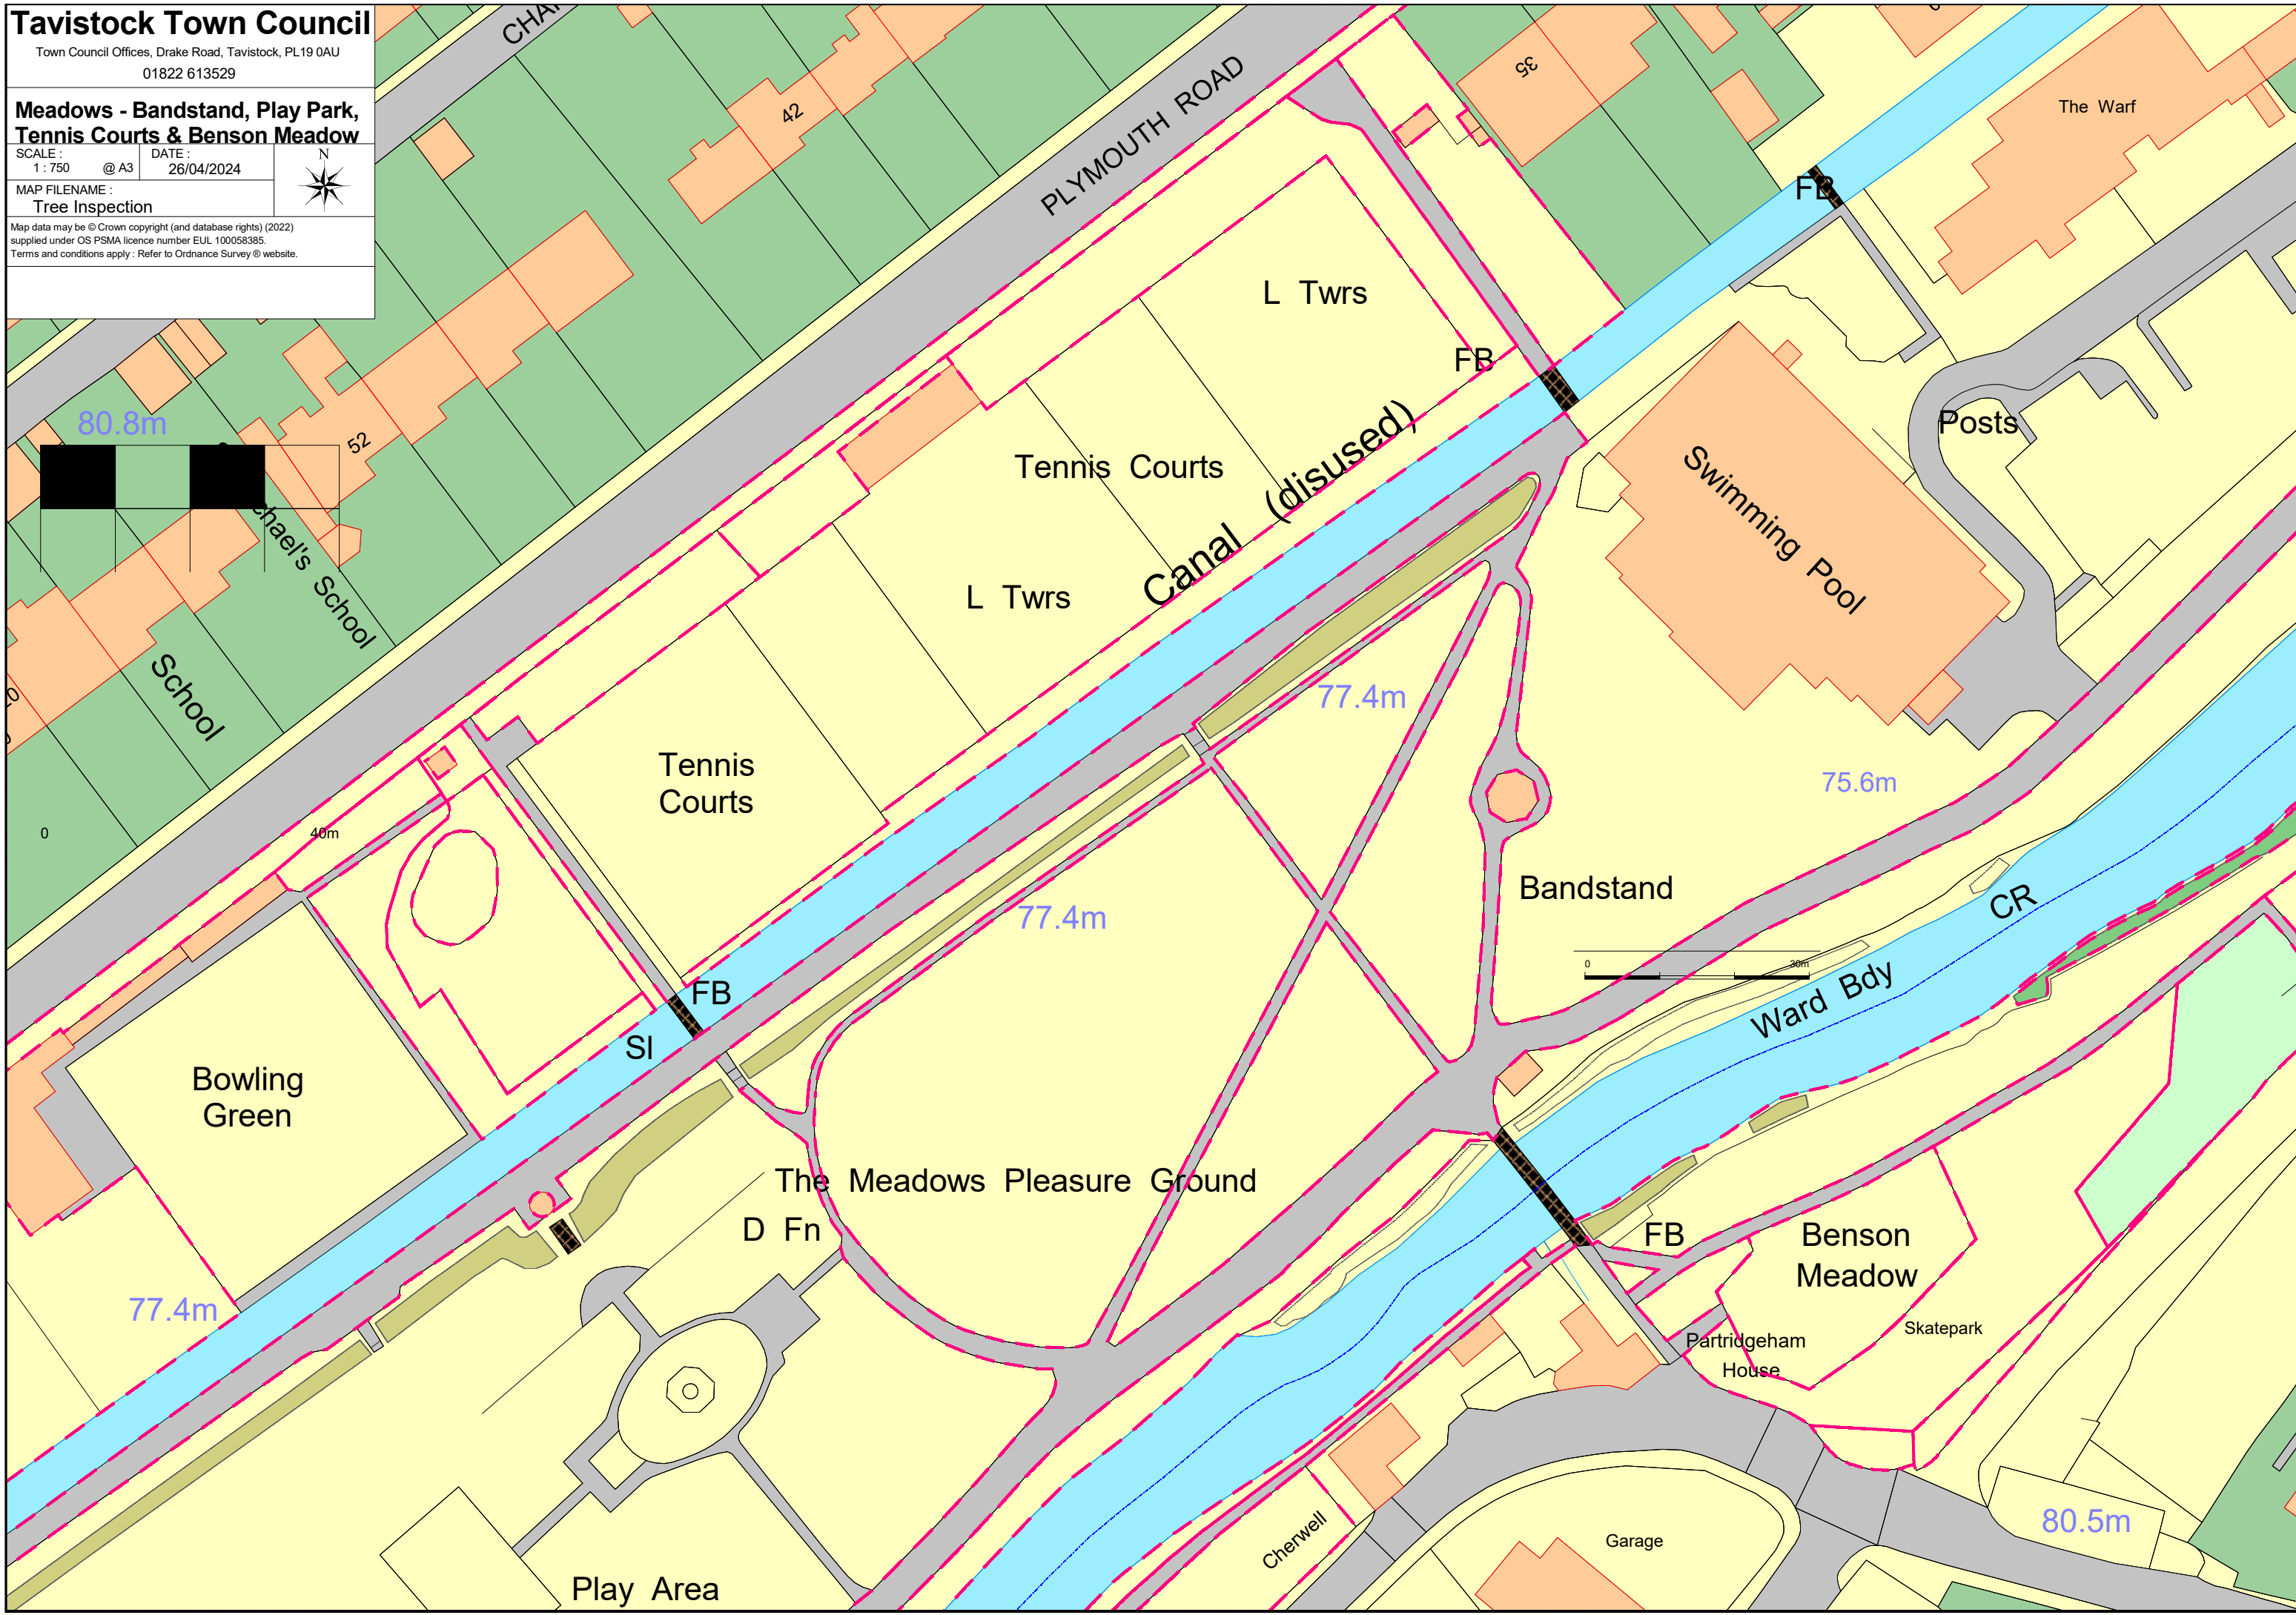 Tavistock Town Council
Town Council Offices, Drake Road, Tavistock, PL19 0AU
01822 613529
Meadows - Bandstand, Play Park,
Tennis Courts & Benson Meadow
SCALE :
1 : 750 @ A3
DATE :
26/04/2024
N
MAP FILENAME :
Tree Inspection
Map data may be © Crown copyright (and database rights) (2022)
supplied under OS PSMA licence number EUL 100058385.
Terms and conditions apply : Refer to Ordnance Survey ® website.
42
PLYMOUTH ROAD
35
The Warf
FB
L Twrs
FB
80.8m
52
Posts
Tennis Courts
Canal (disused)
Swimming Pool
School
L Twrs
School
77.4m
Tennis
Courts
75.6m
0
40m
Bandstand
77.4m
CR
0
30m
FB
Ward Bdy
SI
Bowling
Green
The Meadows Pleasure Ground
D Fn
FB
Benson
Meadow
77.4m
Skatepark
Partridgeham
House
80.5m
Cherwell
Garage
Play Area